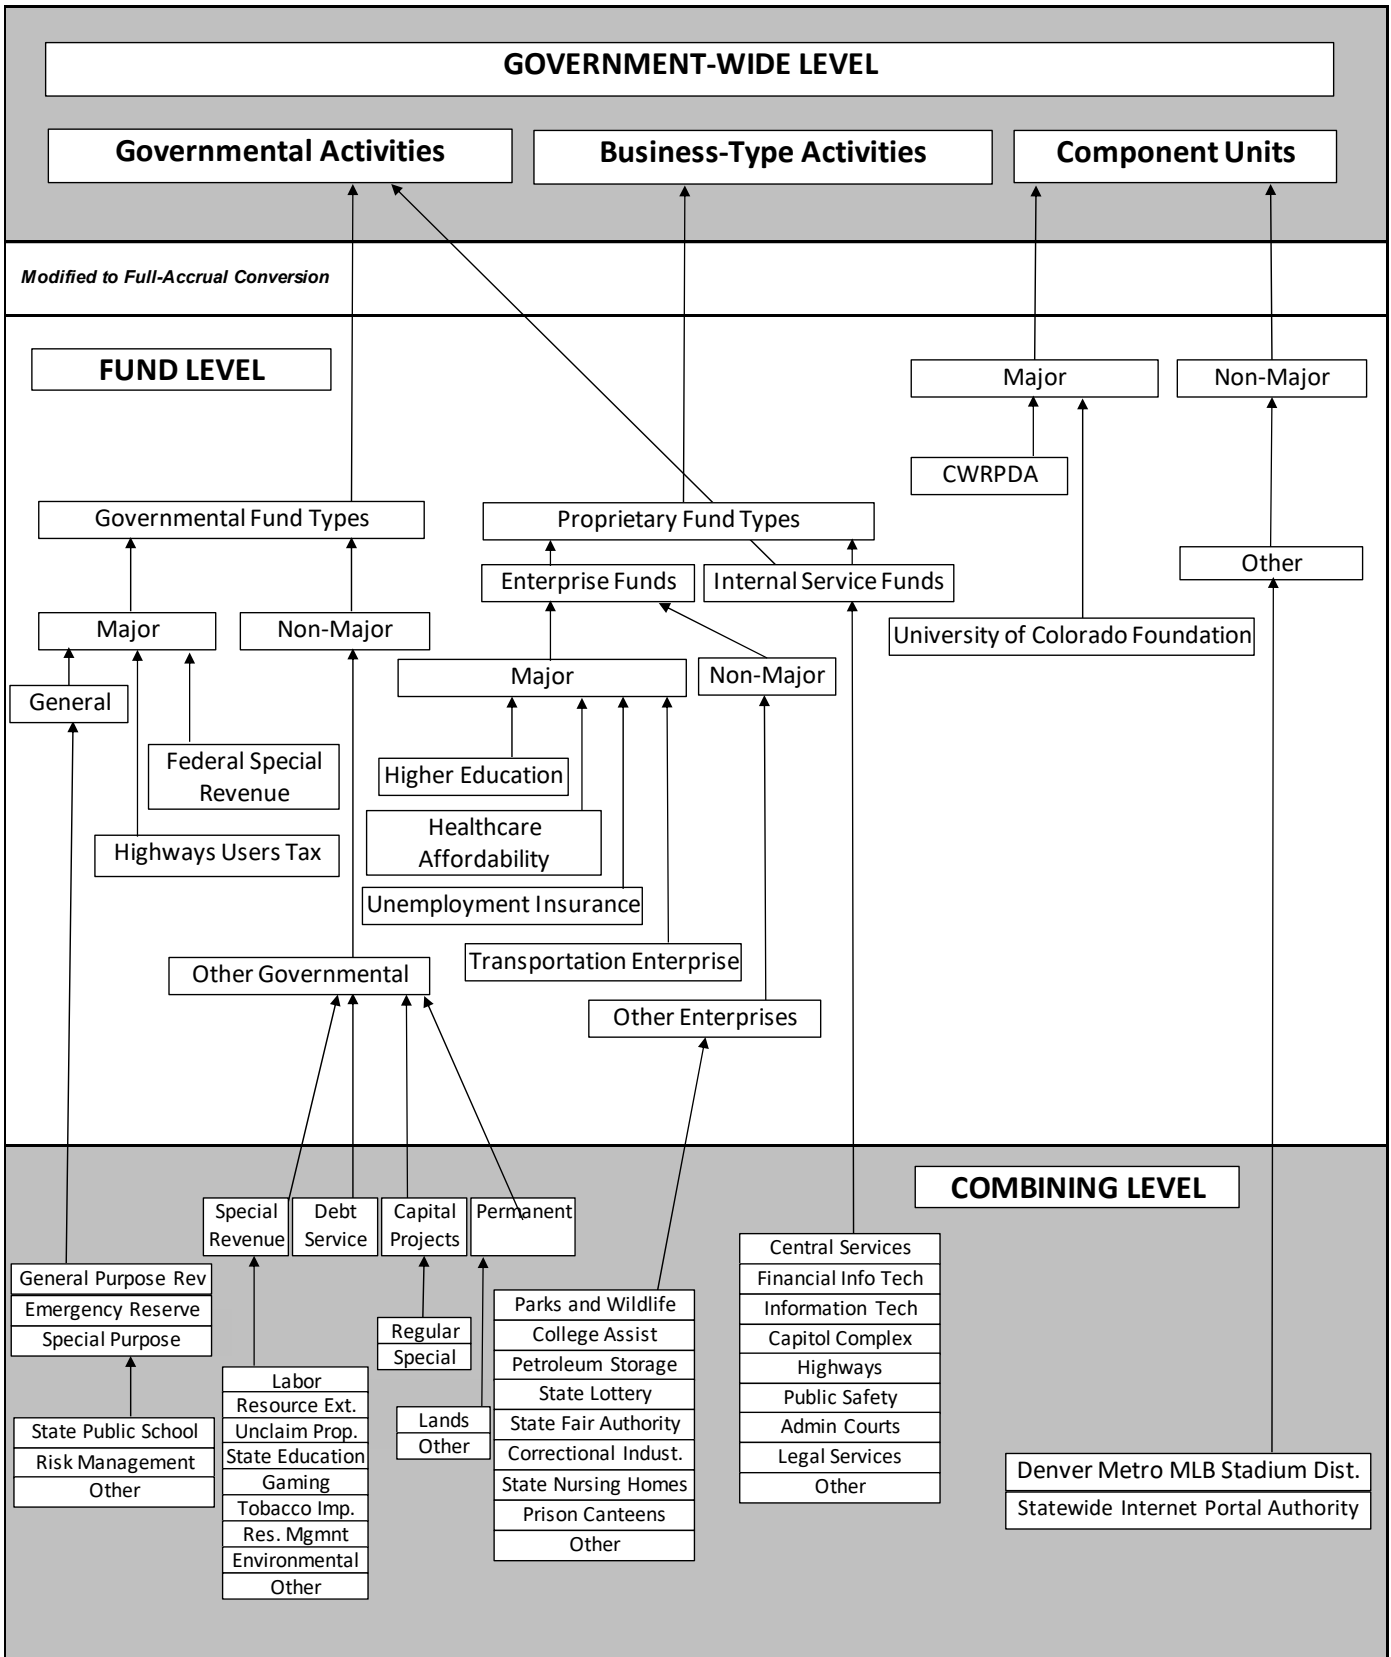 GOVERNMENT-WIDE LEVEL
Governmental Activities
Business-Type Activities
Component Units
Modified to Full-Accrual Conversion
FUND LEVEL
Major
Non-Major
CWRPDA
Governmental Fund Types
Proprietary Fund Types
Other
Enterprise Funds
Internal Service Funds
Major
Non-Major
University of Colorado Foundation
Major
Non-Major
General
Federal Special
Revenue
Higher Education
Highways Users Tax
Healthcare
Affordability
Unemployment Insurance
Transportation Enterprise
Other Governmental
Other Enterprises
COMBINING LEVEL
Special
Revenue
Debt
Service
Capital
Projects
Permanent
General Purpose Rev
Emergency Reserve
Special Purpose
State Public School
Risk Management
Other
Labor
Resource Ext.
Unclaim Prop.
State Education
Gaming
Tobacco Imp.
Res. Mgmnt
Environmental
Other
Regular
Special
Lands
Other
Parks and Wildlife
College Assist
Petroleum Storage
State Lottery
State Fair Authority
Correctional Indust.
State Nursing Homes
Prison Canteens
Other
Central Services
Financial Info Tech
Information Tech
Capitol Complex
Highways
Public Safety
Admin Courts
Legal Services
Other
Denver Metro MLB Stadium Dist.
Statewide Internet Portal Authority